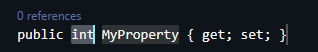 0 references
public int MyProperty { get; set; }